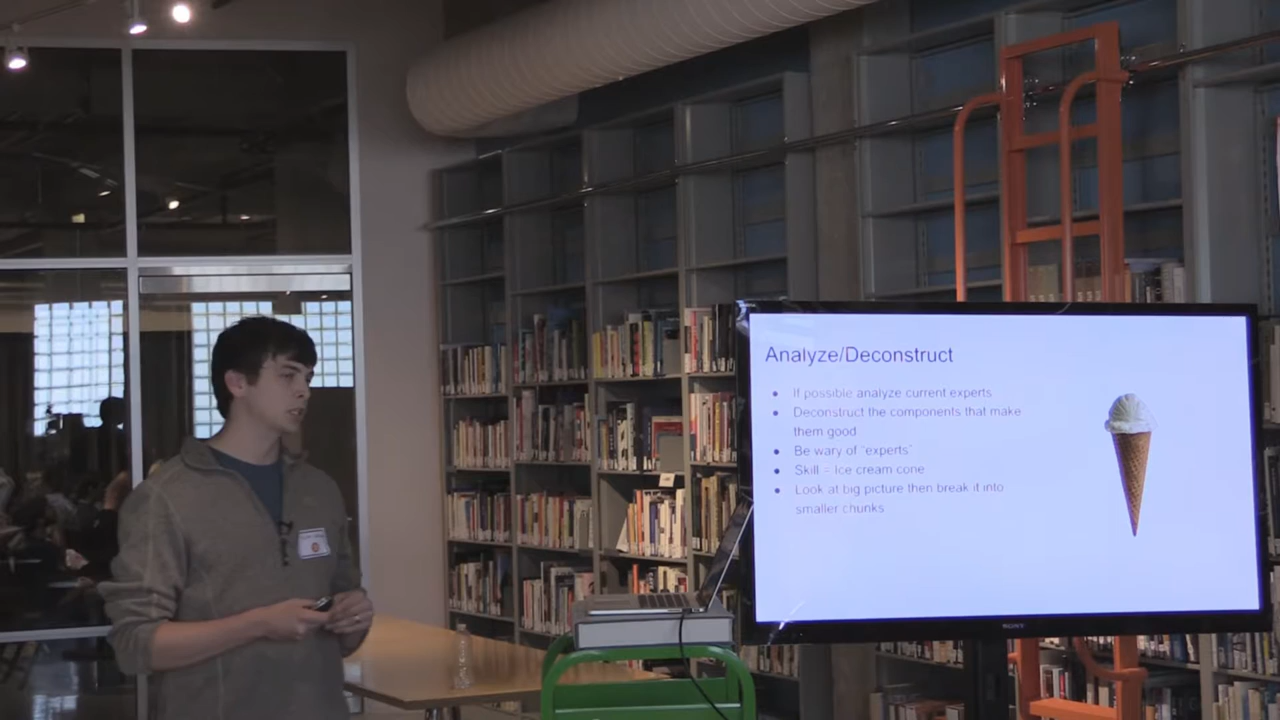 Analyze/Deconstruct
If possible analyze current experts
Deconstruct the components that make
them good
Be wary of "experts"
Skill = Ice cream cone
Look at big picture then break it into
smaller chunks
SONY